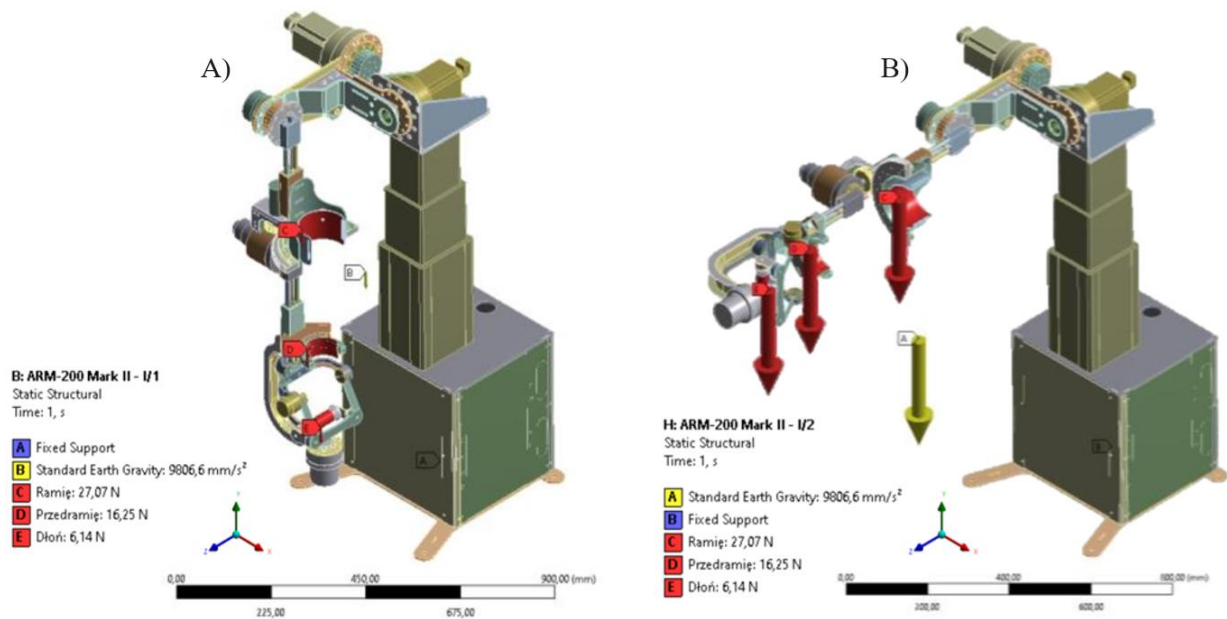 A)
B
C
D
E
A
B: ARM-200 Mark II - I/1
Static Structural
Time: 1, s
A Fixed Support
B Standard Earth Gravity: 9806,6 mm/s²
C Ramię: 27,07 N
D Przedramię: 16,25 N
E Dłoń: 6,14 N
Y
Z
X
0,00
450,00
900,00 (mm)
225,00
675,00
B)
C
A
B
H: ARM-200 Mark II - I/2
Static Structural
Time: 1, s
A Standard Earth Gravity: 9806,6 mm/s²
B Fixed Support
C Ramię: 27,07 N
D Przedramię: 16,25 N
E Dłoń: 6,14 N
Y
Z
X
0,00
400,00
800,00 (mm)
200,00
600,00